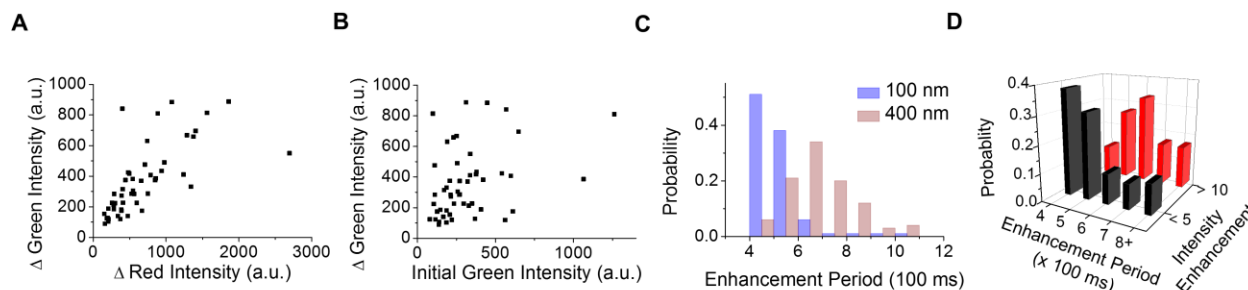 A
Δ Green Intensity (a.u.)
1000
800
600
400
200
0
0
1000
2000
3000
Δ Red Intensity (a.u.)
B
Δ Green Intensity (a.u.)
1000
800
600
400
200
0
0
500
1000
Initial Green Intensity (a.u.)
C
Probability
0.4
0.2
0.0
4
6
8
10
12
100 nm
400 nm
Enhancement Period (100 ms)
D
Probablity
0.4
0.3
0.2
0.1
0.0
4
5
6
7
8+
Enhancement Period
(x 100 ms)
< 5
10
Intensity
Enhancement